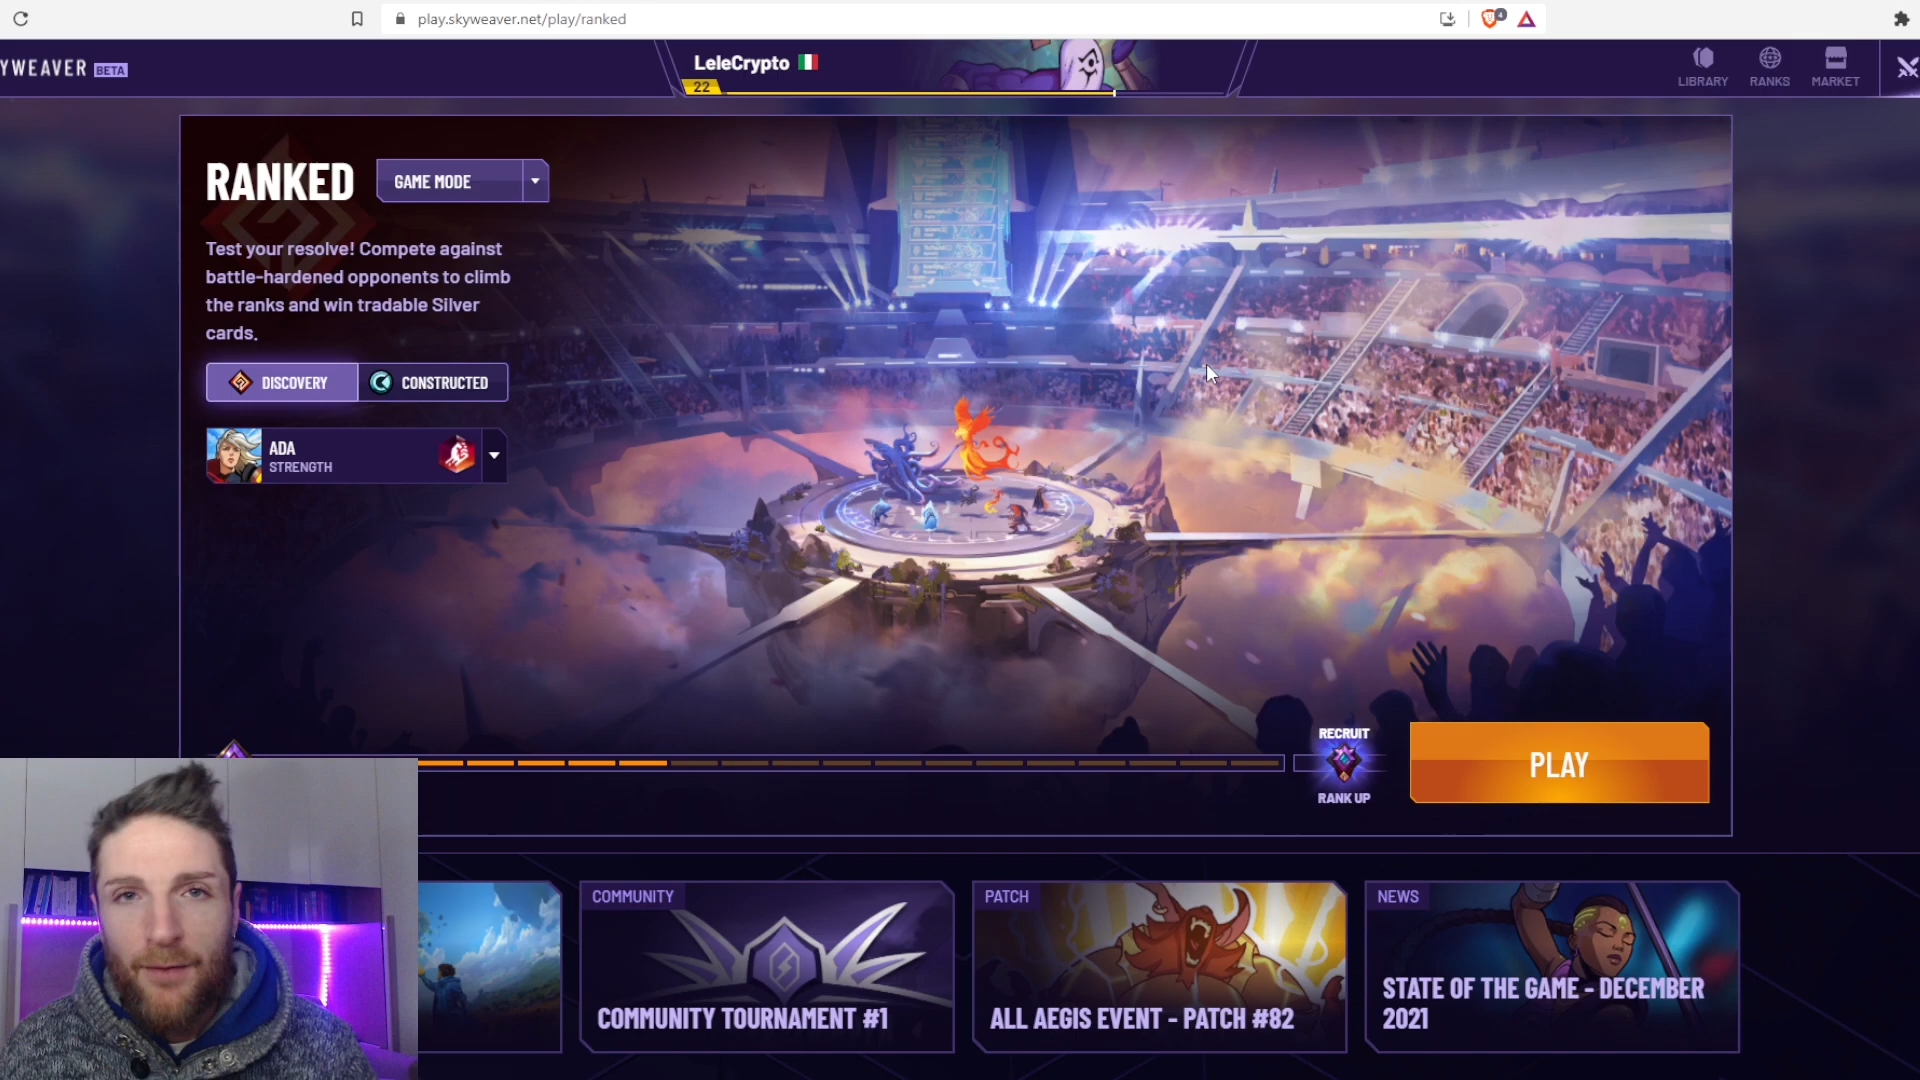 play.skyweaver.net/play/ranked
4
YWEAVER BETA
LeleCrypto
22
LIBRARY
RANKS
MARKET
RANKED
GAME MODE
Test your resolve! Compete against
battle-hardened opponents to climb
the ranks and win tradable Silver
cards.
DISCOVERY
CONSTRUCTED
ADA
STRENGTH
RECRUIT
RANK UP
PLAY
COMMUNITY
COMMUNITY TOURNAMENT #1
PATCH
ALL AEGIS EVENT - PATCH #82
NEWS
STATE OF THE GAME - DECEMBER
2021